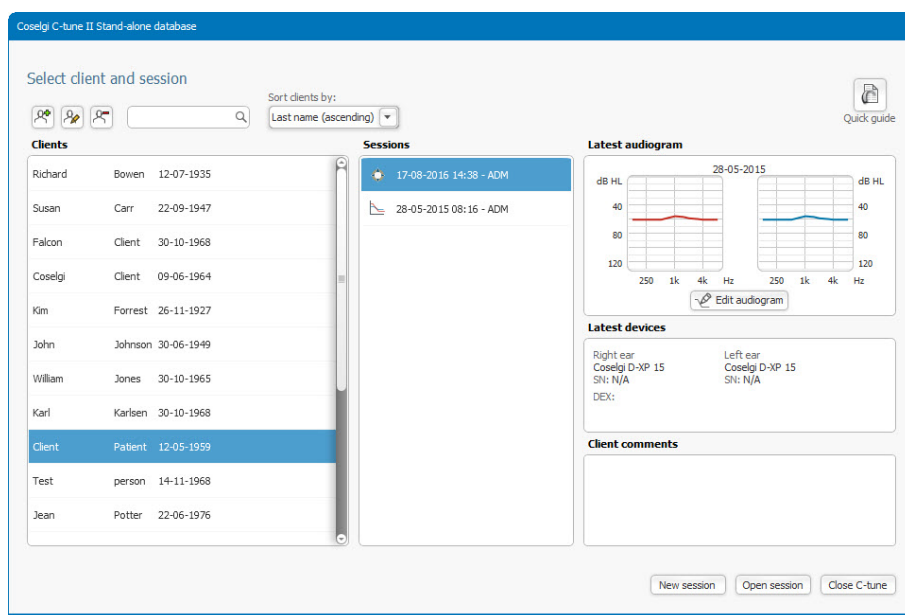 Coselgi C-tune II Stand-alone database
Select client and session
Sort clients by:
Last name (ascending)
Quick guide
Clients
Richard Bowen 12-07-1935
Susan Carr 22-09-1947
Falcon Client 30-10-1968
Coselgi Client 09-06-1964
Kim Forrest 26-11-1927
John Johnson 30-06-1949
William Jones 30-10-1965
Karl Karlsen 30-10-1968
Client Patient 12-05-1959
Test person 14-11-1968
Jean Potter 22-06-1976
Sessions
17-08-2016 14:38 - ADM
28-05-2015 08:16 - ADM
Latest audiogram
28-05-2015
dB HL dB HL
40 40
80 80
120 120
250 1k 4k Hz 250 1k 4k Hz
Edit audiogram
Latest devices
Right ear Left ear
Coselgi D-XP 15 Coselgi D-XP 15
SN: N/A SN: N/A
DEX:
Client comments
New session Open session Close C-tune